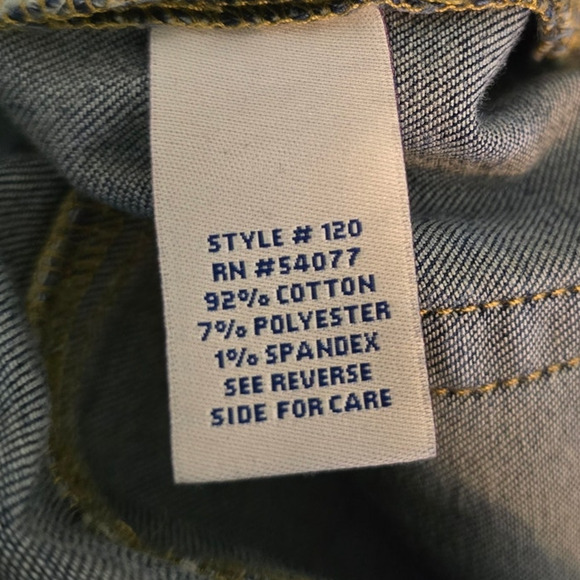 STYLE # 120
RN #54077
92% COTTON
7% POLYESTER
1% SPANDEX
SEE REVERSE
SIDE FOR CARE